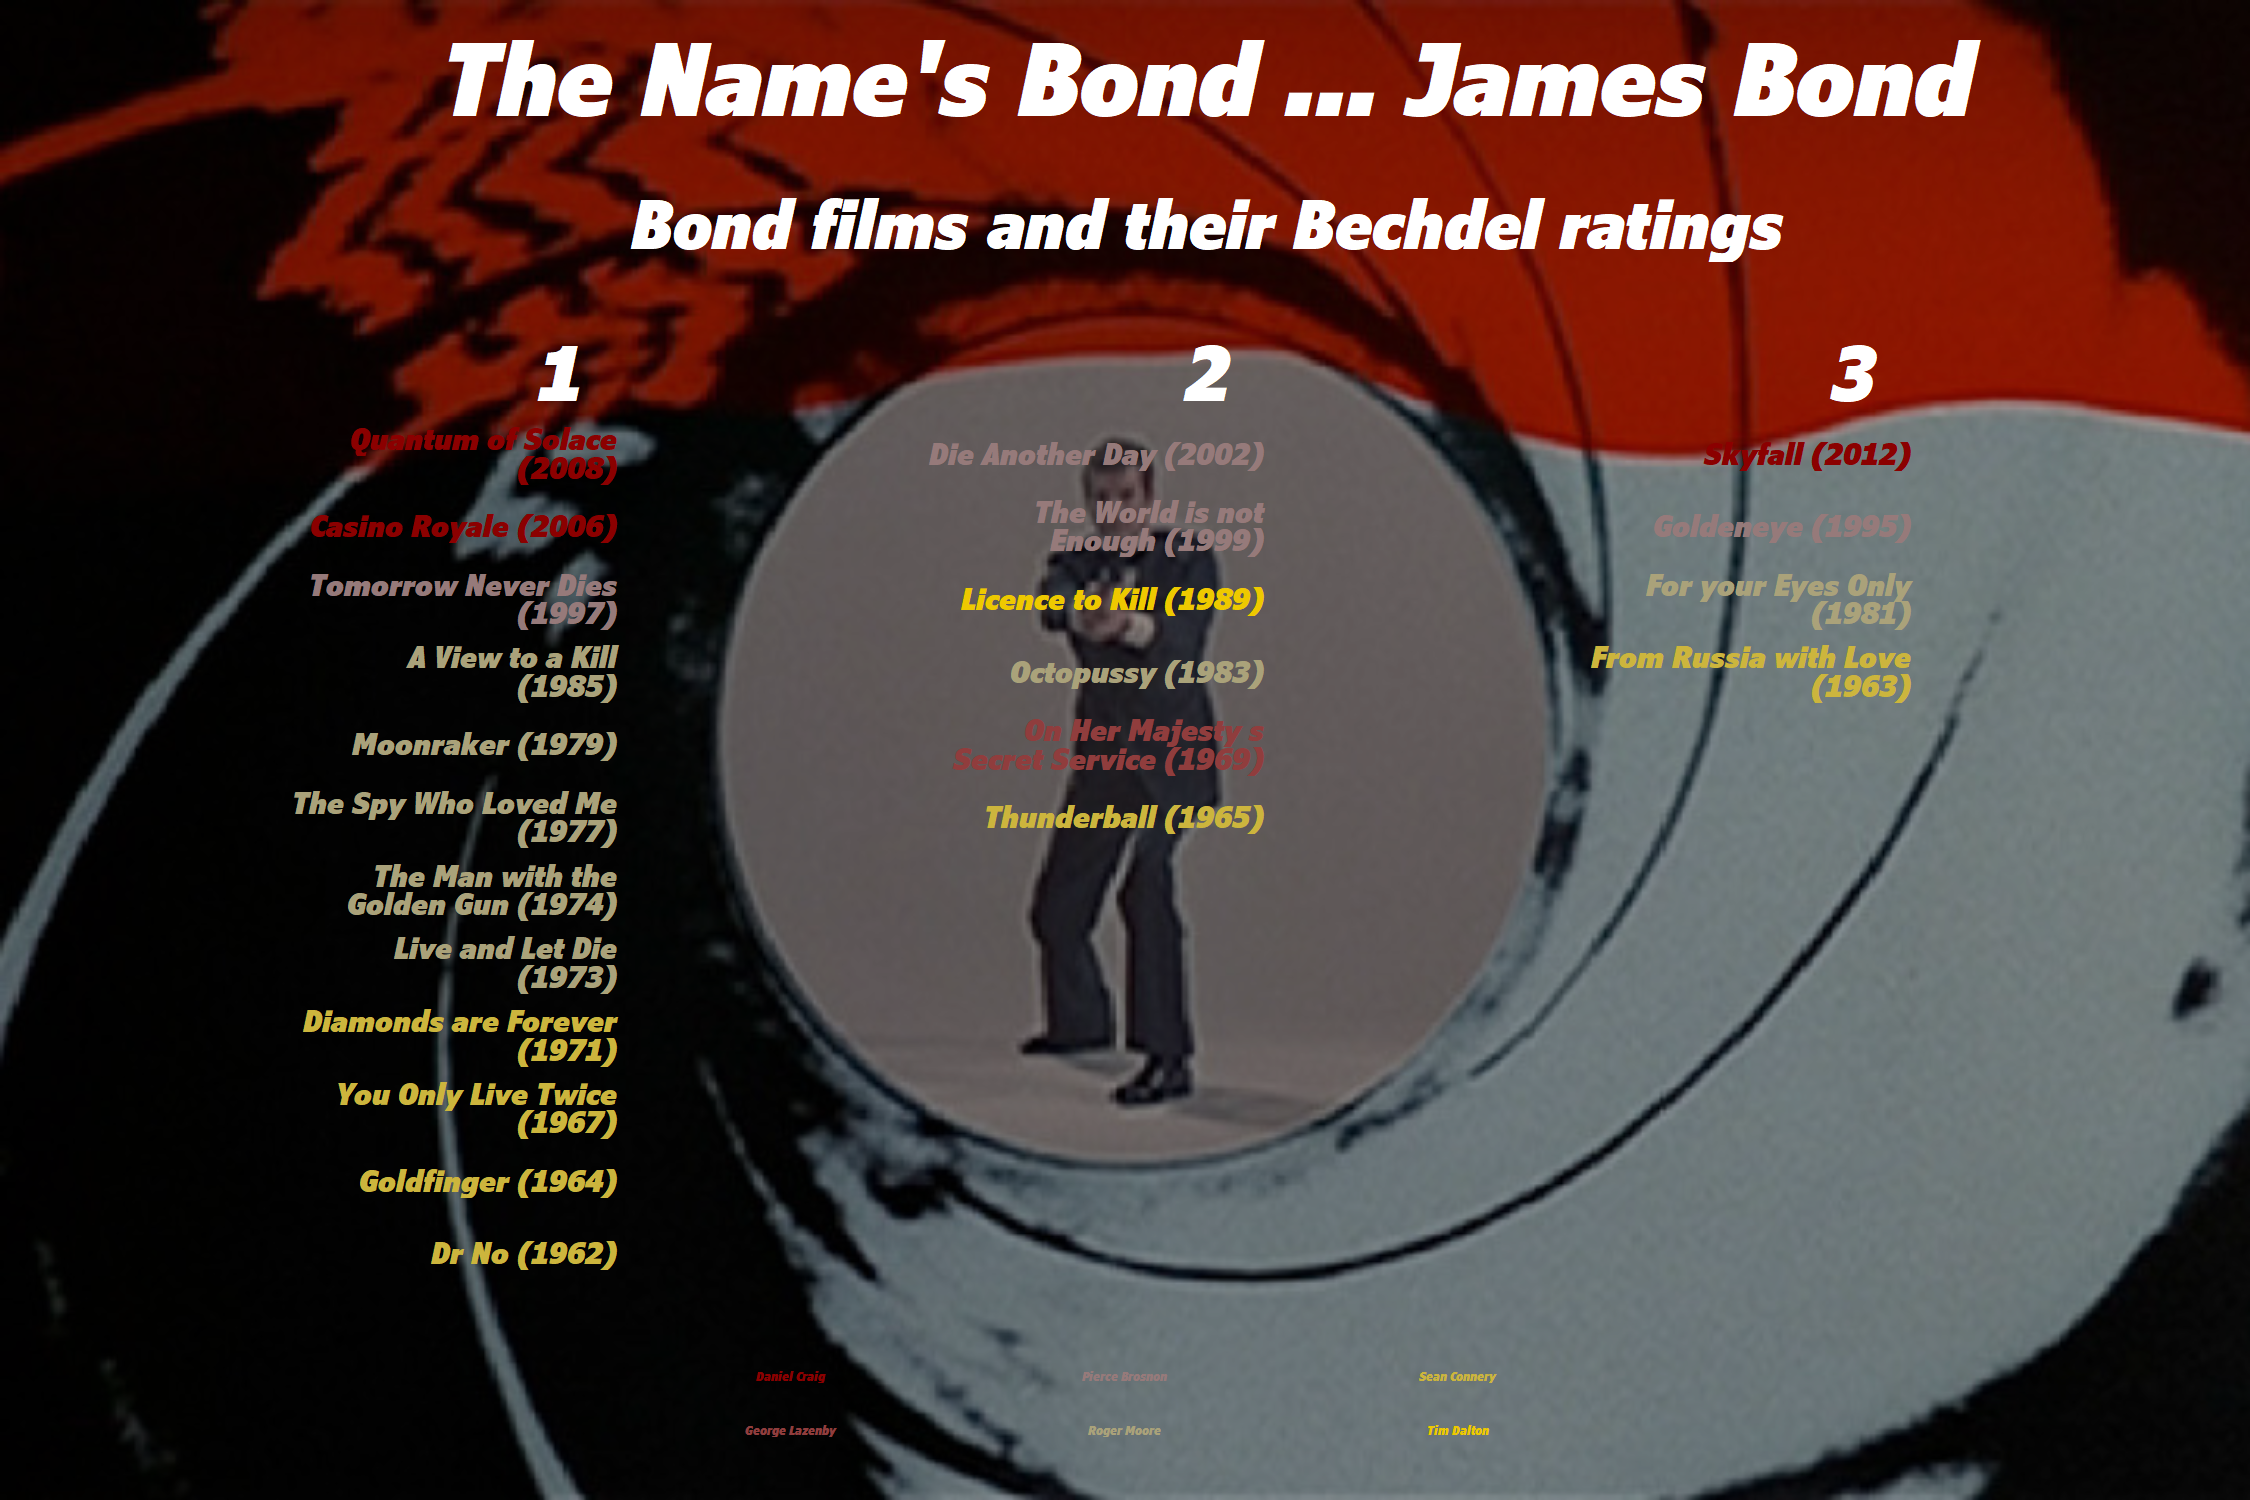 The Name's Bond ... James Bond
Bond films and their Bechdel ratings
1
Quantum of Solace
(2008)
Casino Royale (2006)
Tomorrow Never Dies
(1997)
A View to a Kill
(1985)
Moonraker (1979)
The Spy Who Loved Me
(1977)
The Man with the
Golden Gun (1974)
Live and Let Die
(1973)
Diamonds are Forever
(1971)
You Only Live Twice
(1967)
Goldfinger (1964)
Dr No (1962)
2
Die Another Day (2002)
The World is not
Enough (1999)
Licence to Kill (1989)
Octopussy (1983)
On Her Majesty s
Secret Service (1969)
Thunderball (1965)
3
Skyfall (2012)
Goldeneye (1995)
For your Eyes Only
(1981)
From Russia with Love
(1963)
Daniel Craig
Pierce Brosnon
Sean Connery
George Lazenby
Roger Moore
Tim Dalton